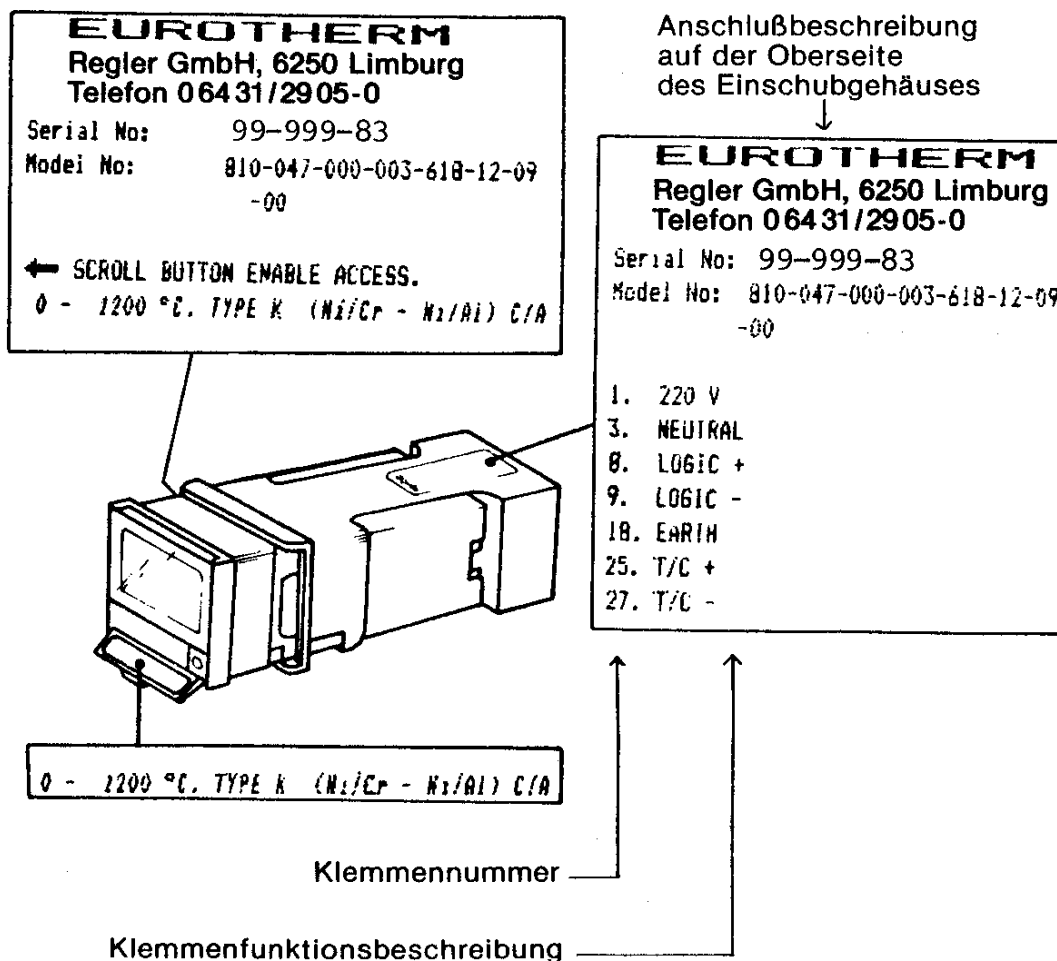 EUROTHERM
Regler GmbH, 6250 Limburg
Telefon 06431/2905-0
Serial No: 99-999-83
Model No: 810-047-000-003-618-12-09
-00
← SCROLL BUTTON ENABLE ACCESS.
0 - 1200 °C. TYPE K (Ni/Cr - Ni/Al) C/A
Anschlußbeschreibung
auf der Oberseite
des Einschubgehäuses
EUROTHERM
Regler GmbH, 6250 Limburg
Telefon 06431/2905-0
Serial No: 99-999-83
Model No: 810-047-000-003-618-12-09
-00
1. 220 V
3. NEUTRAL
8. LOGIC +
9. LOGIC -
18. EARTH
25. T/C +
27. T/C -
0 - 1200 °C. TYPE K (Ni/Cr - Ni/Al) C/A
Klemmennummer
Klemmenfunktionsbeschreibung